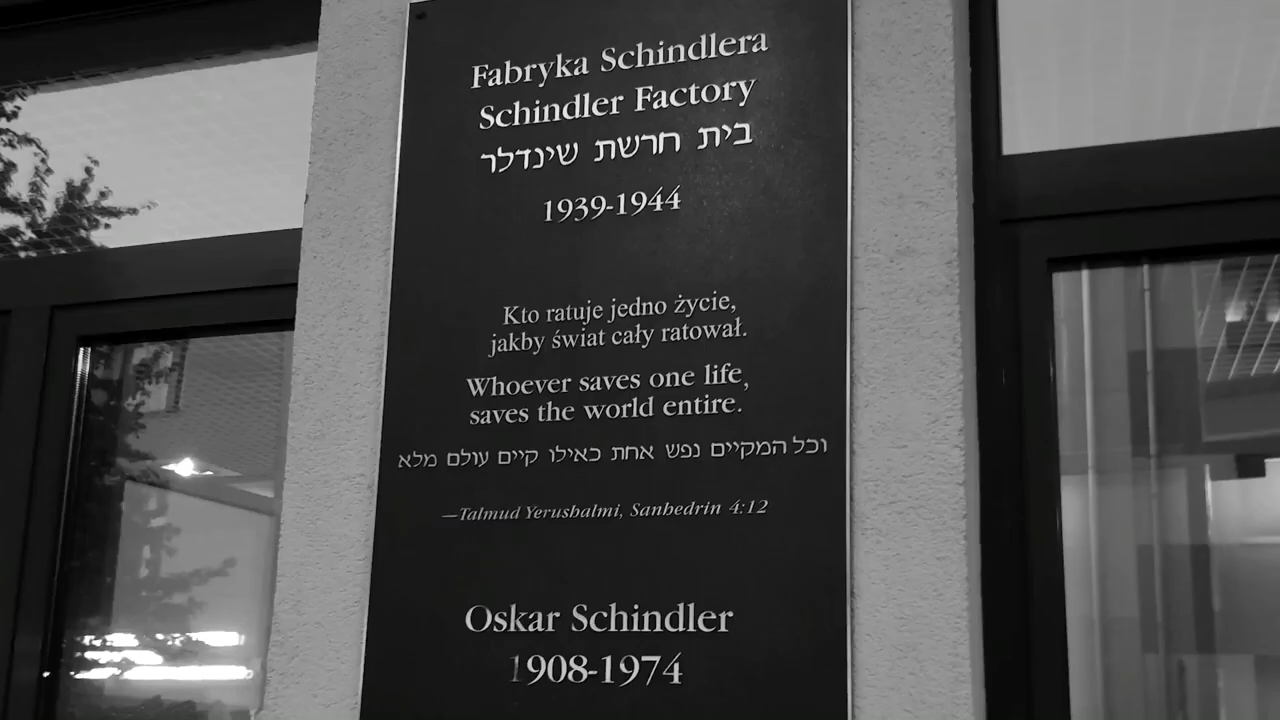 Fabryka Schindlera
Schindler Factory
בית חרשת שינדלר
1939-1944
Kto ratuje jedno życie,
jakby świat cały ratował.
Whoever saves one life,
saves the world entire.
וכל המקיים נפש אחת כאילו קיים עולם מלא
—Talmud Yerushalmi, Sanhedrin 4:12
Oskar Schindler
1908-1974